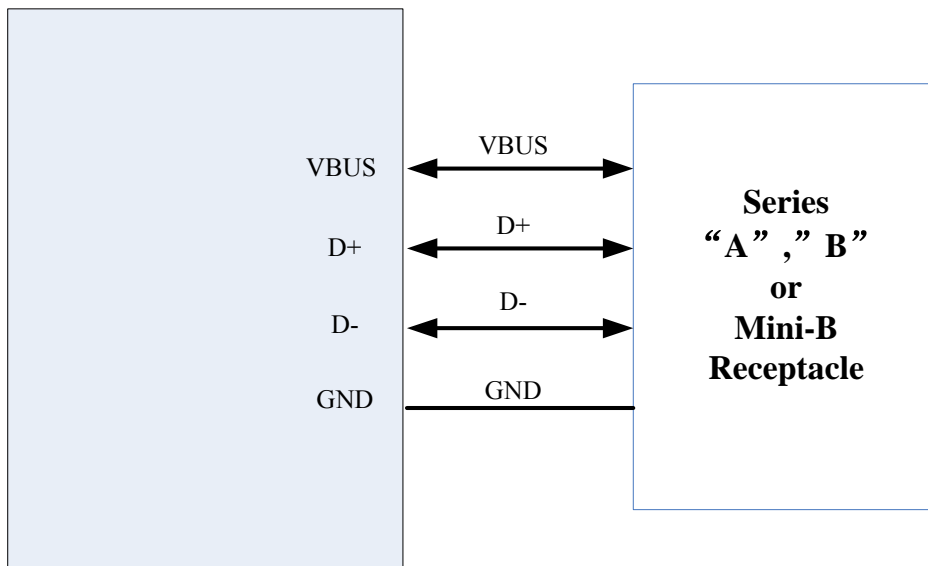 VBUS
VBUS
D+
D+
D-
D-
GND
GND
Series
“A” ,” B”
or
Mini-B
Receptacle